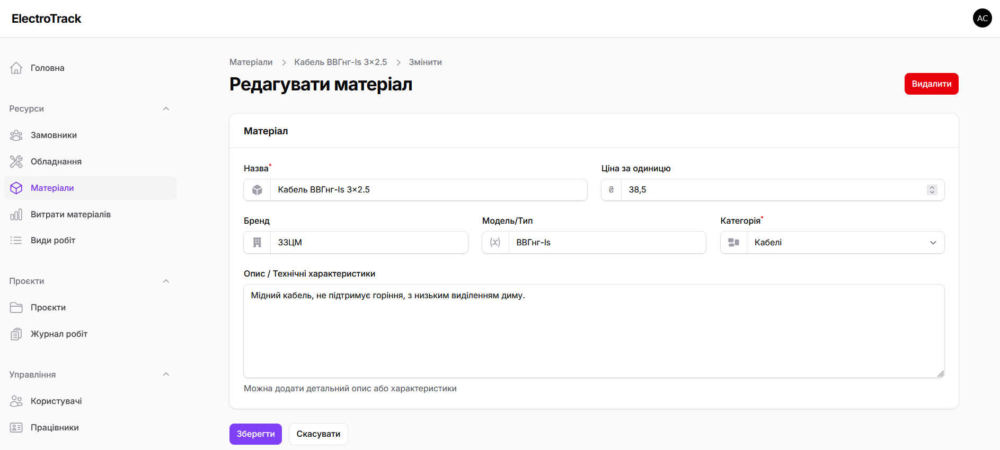 ElectroTrack
AC
Головна
Ресурси
Замовники
Обладнання
Матеріали
Витрати матеріалів
Види робіт
Проєкти
Проєкти
Журнал робіт
Управління
Користувачі
Працівники
Матеріали > Кабель ВВГнг-ls 3×2.5 > Змінити
Редагувати матеріал
Видалити
Матеріал
Назва*
Ціна за одиницю
Кабель ВВГнг-ls 3×2.5
₴ 38,5
Бренд
Модель/Тип
Категорія*
ЗЗЦМ
(x) ВВГнг-ls
Кабелі
Опис / Технічні характеристики
Мідний кабель, не підтримує горіння, з низьким виділенням диму.
Можна додати детальний опис або характеристики
Зберегти
Скасувати